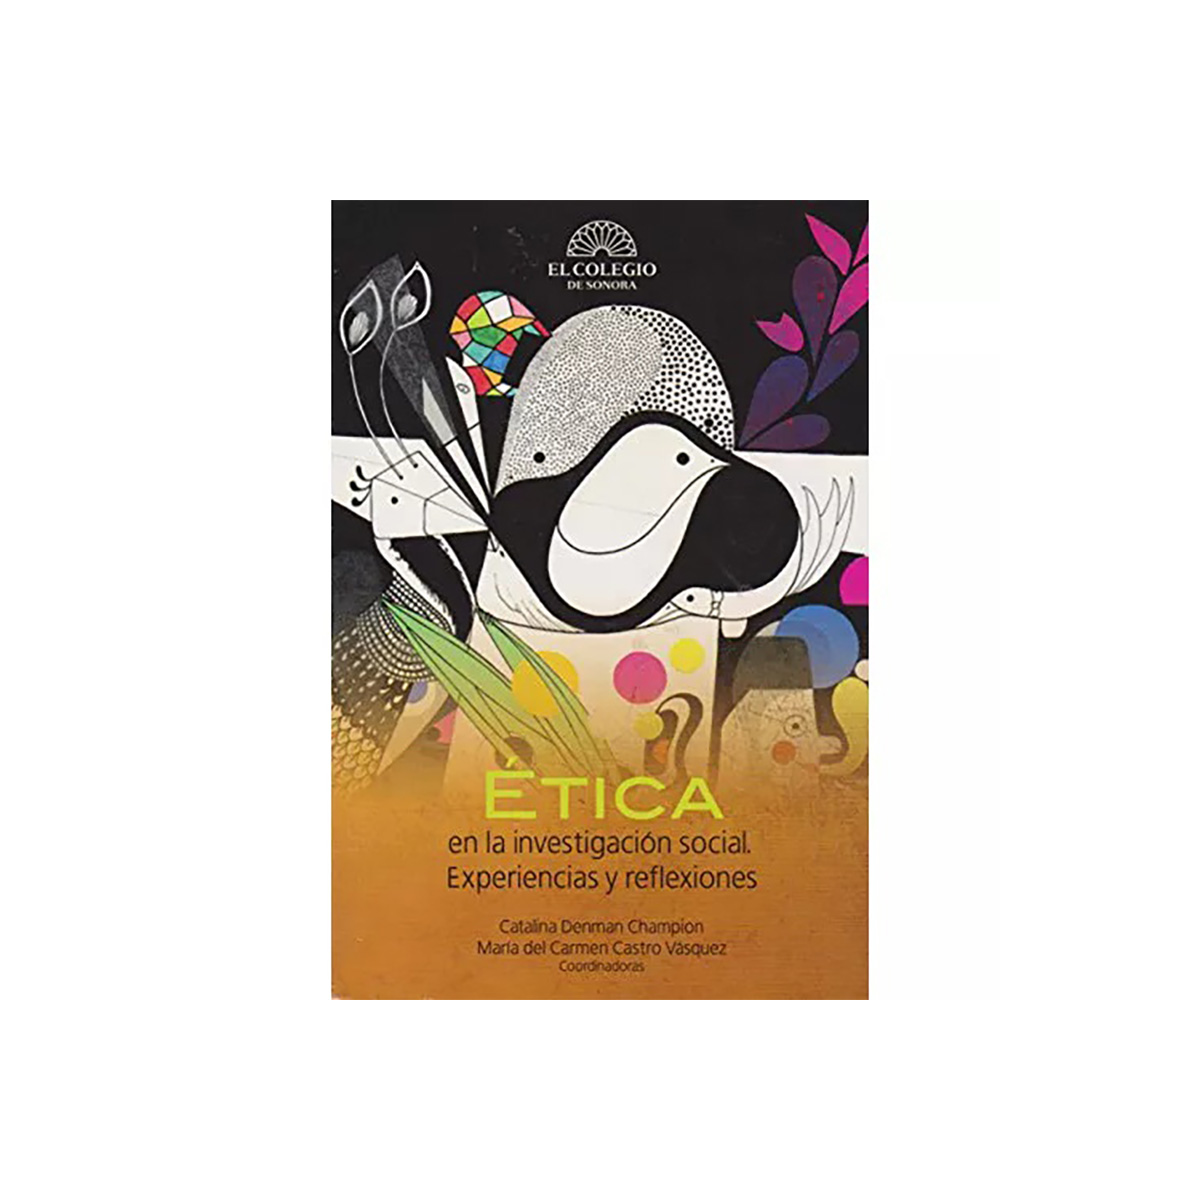 EL COLEGIO
DE SONORA
ÉTICA
en la investigación social.
Experiencias y reflexiones
Catalina Denman Champion
María del Carmen Castro Vásquez
Coordinadoras